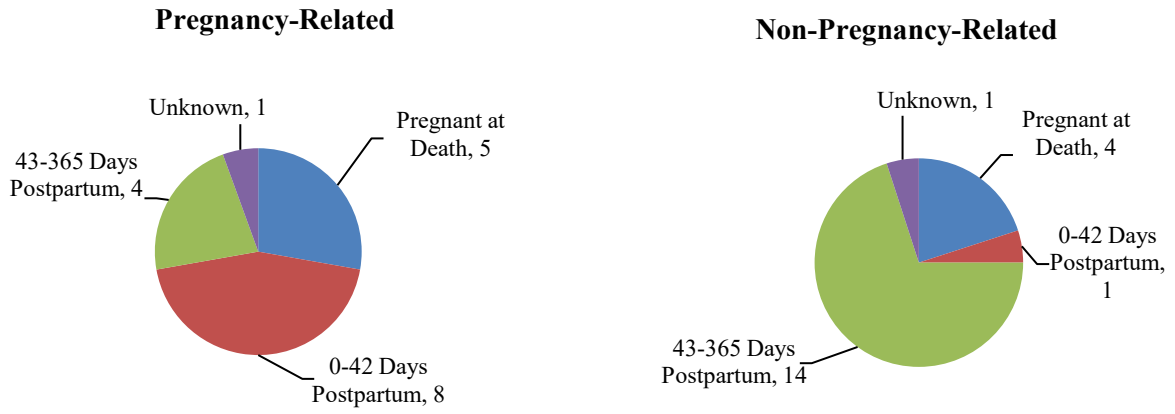 Pregnancy-Related
Unknown, 1
Pregnant at
Death, 5
43-365 Days
Postpartum, 4
0-42 Days
Postpartum, 8
Non-Pregnancy-Related
Unknown, 1
Pregnant at
Death, 4
0-42 Days
Postpartum,
1
43-365 Days
Postpartum, 14